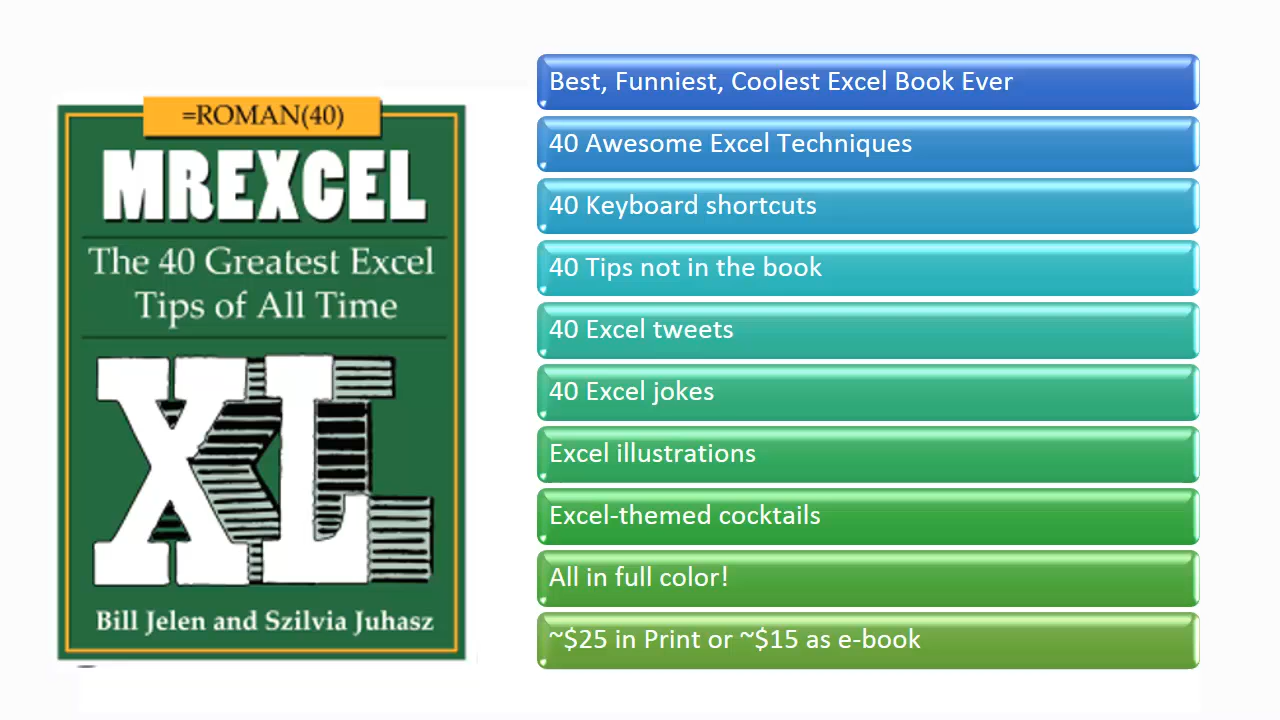 =ROMAN(40)
MREXCEL
The 40 Greatest Excel
Tips of All Time
XL
Bill Jelen and Szilvia Juhasz
Best, Funniest, Coolest Excel Book Ever
40 Awesome Excel Techniques
40 Keyboard shortcuts
40 Tips not in the book
40 Excel tweets
40 Excel jokes
Excel illustrations
Excel-themed cocktails
All in full color!
~$25 in Print or ~$15 as e-book